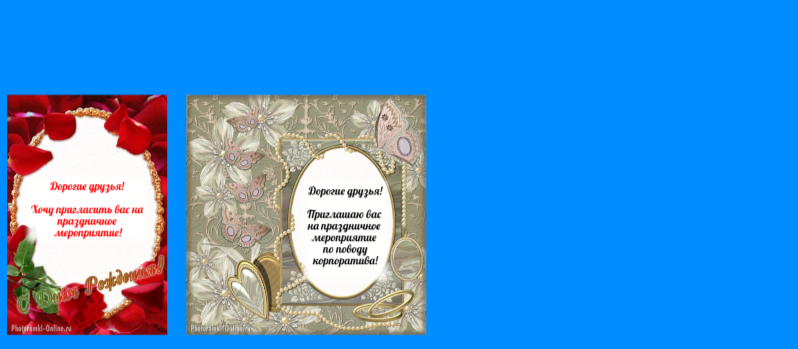 Дорогие друзья!
Хочу пригласить вас на
праздничное
мероприятие!
С Днём Рождения!
Photoramki-Online.ru
Дорогие друзья!
Приглашаю вас
на праздничное
мероприятие
по поводу
корпоратива!
Photoramki-Online.ru